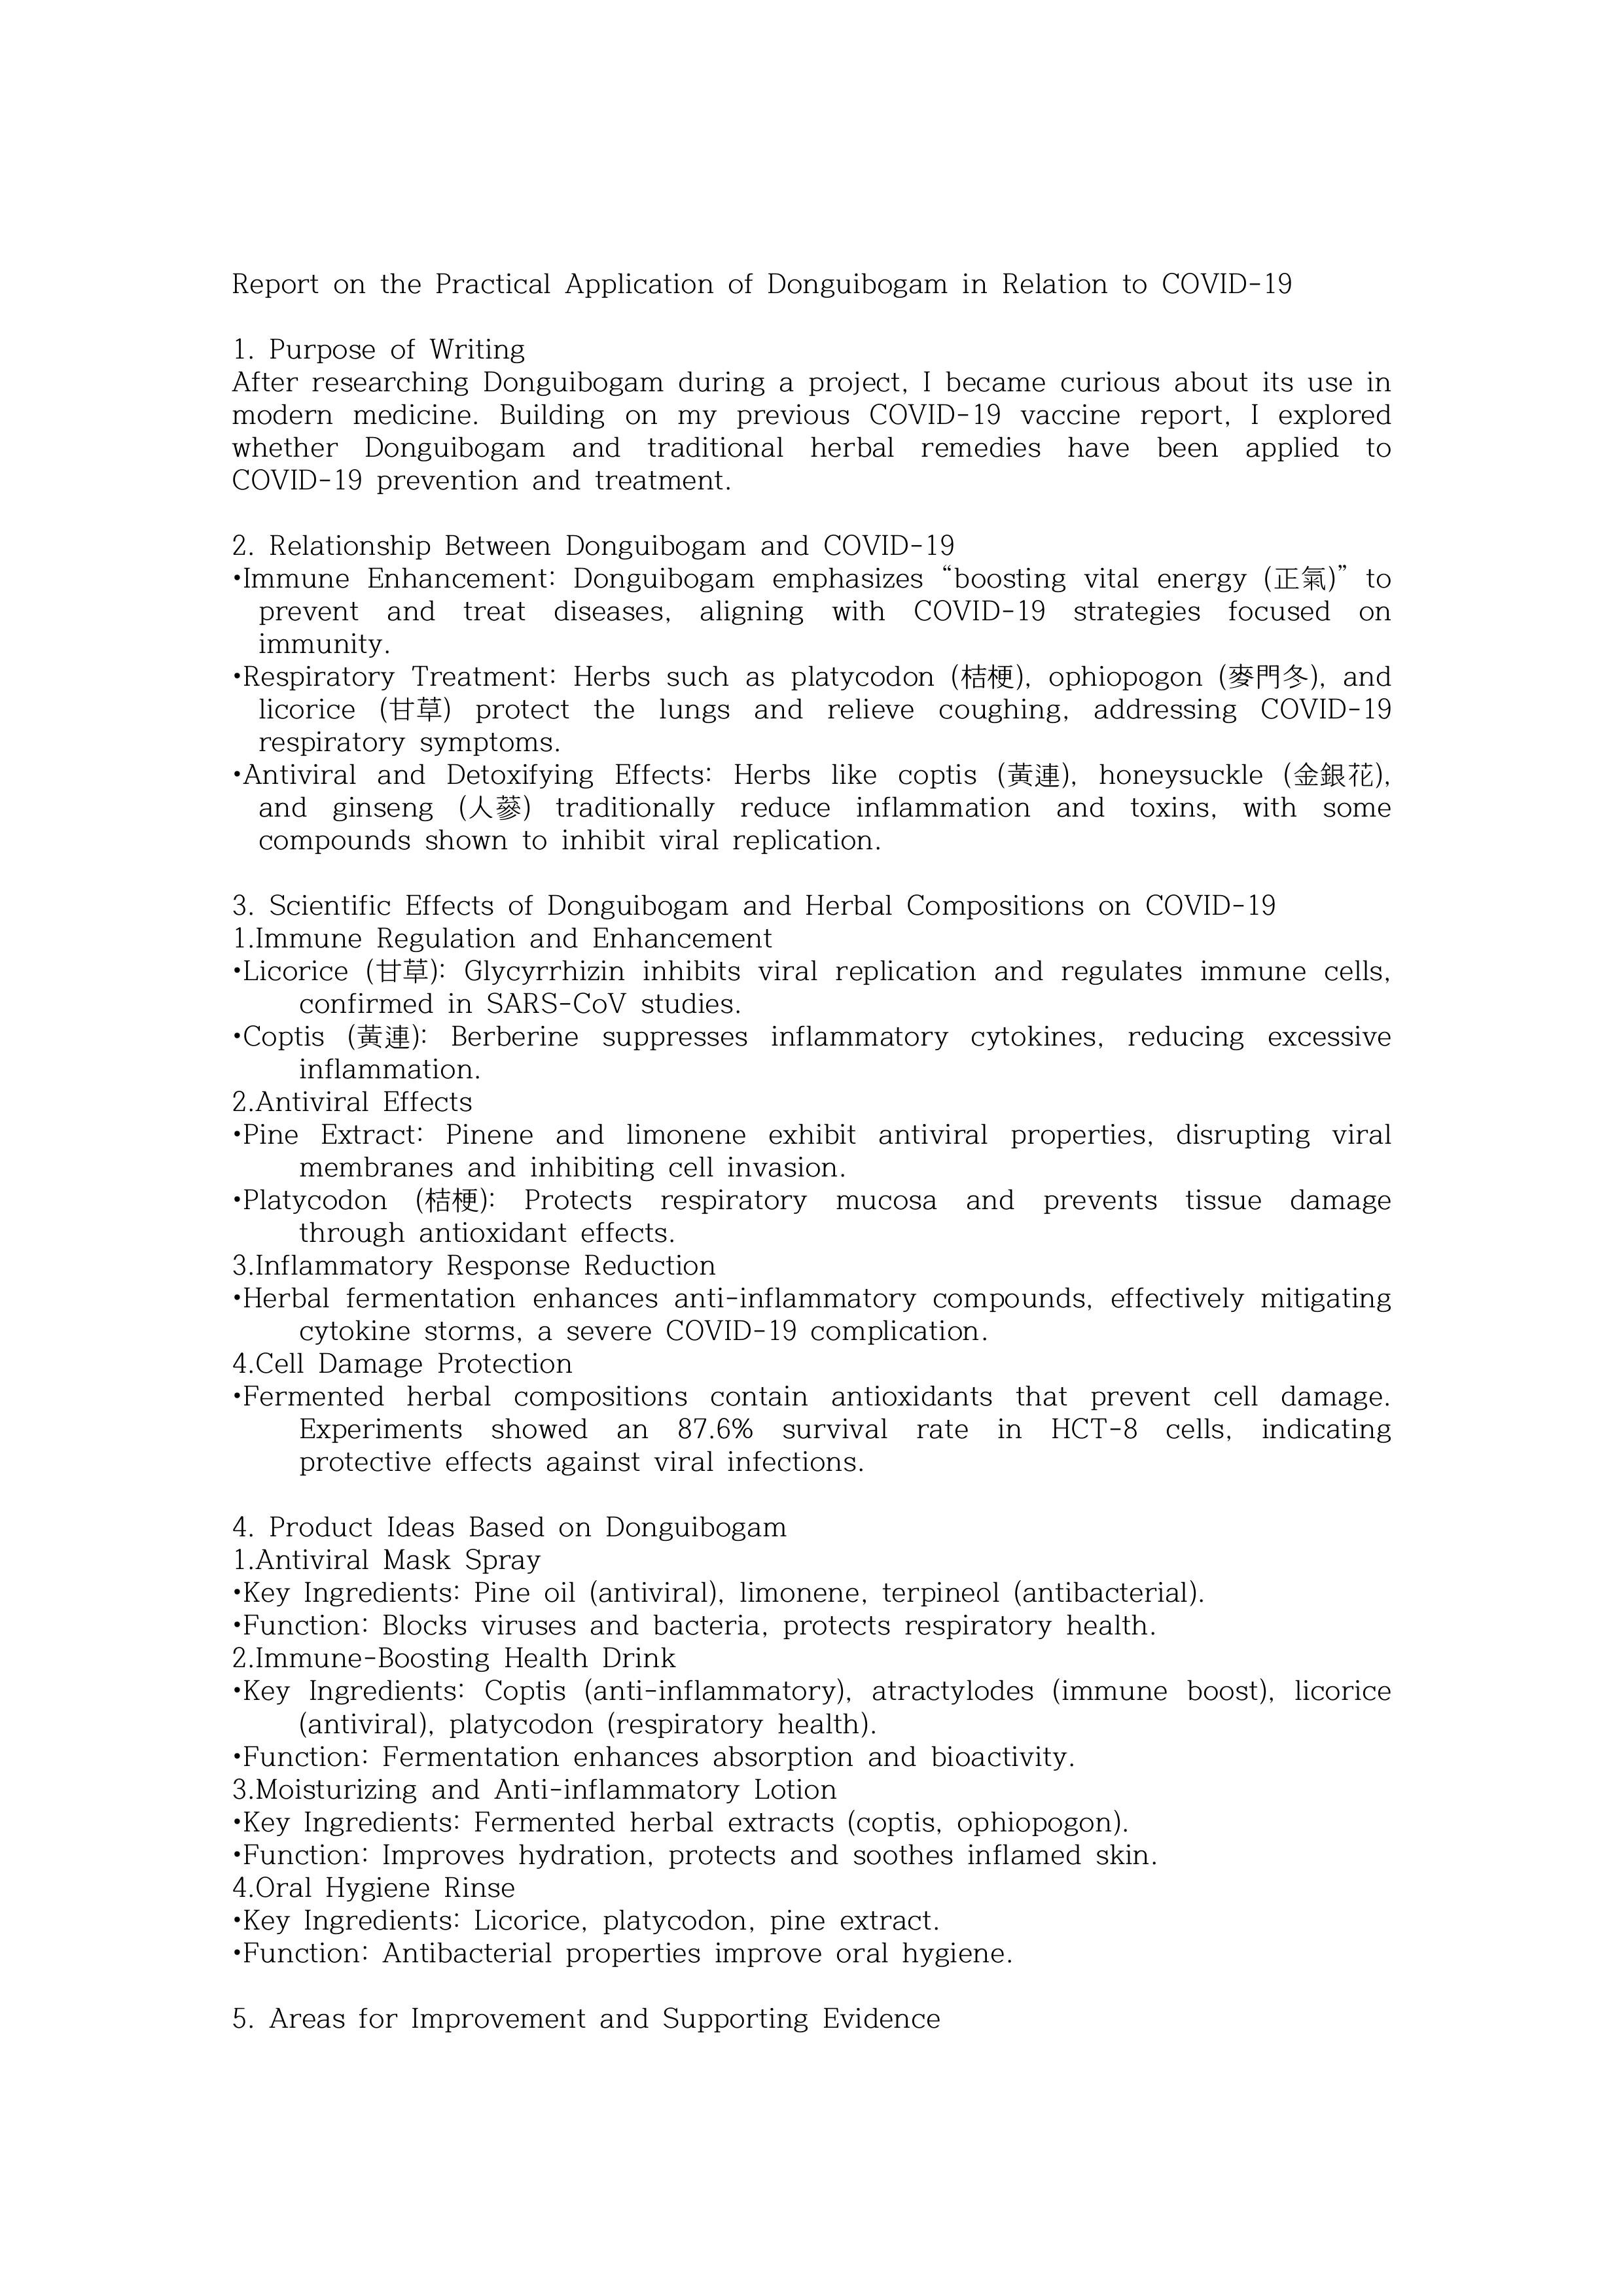 Report on the Practical Application of Donguibogam in Relation to COVID-19
1. Purpose of Writing
After researching Donguibogam during a project, I became curious about its use in
modern medicine. Building on my previous COVID-19 vaccine report, I explored
whether Donguibogam and traditional herbal remedies have been applied to
COVID-19 prevention and treatment.
2. Relationship Between Donguibogam and COVID-19
•Immune Enhancement: Donguibogam emphasizes “boosting vital energy (正氣)” to
prevent and treat diseases, aligning with COVID-19 strategies focused on
immunity.
•Respiratory Treatment: Herbs such as platycodon (桔梗), ophiopogon (麥門冬), and
licorice (甘草) protect the lungs and relieve coughing, addressing COVID-19
respiratory symptoms.
•Antiviral and Detoxifying Effects: Herbs like coptis (黃連), honeysuckle (金銀花),
and ginseng (人蔘) traditionally reduce inflammation and toxins, with some
compounds shown to inhibit viral replication.
3. Scientific Effects of Donguibogam and Herbal Compositions on COVID-19
1.Immune Regulation and Enhancement
•Licorice (甘草): Glycyrrhizin inhibits viral replication and regulates immune cells,
confirmed in SARS-CoV studies.
•Coptis (黃連): Berberine suppresses inflammatory cytokines, reducing excessive
inflammation.
2.Antiviral Effects
•Pine Extract: Pinene and limonene exhibit antiviral properties, disrupting viral
membranes and inhibiting cell invasion.
•Platycodon (桔梗): Protects respiratory mucosa and prevents tissue damage
through antioxidant effects.
3.Inflammatory Response Reduction
•Herbal fermentation enhances anti-inflammatory compounds, effectively mitigating
cytokine storms, a severe COVID-19 complication.
4.Cell Damage Protection
•Fermented herbal compositions contain antioxidants that prevent cell damage.
Experiments showed an 87.6% survival rate in HCT-8 cells, indicating
protective effects against viral infections.
4. Product Ideas Based on Donguibogam
1.Antiviral Mask Spray
•Key Ingredients: Pine oil (antiviral), limonene, terpineol (antibacterial).
•Function: Blocks viruses and bacteria, protects respiratory health.
2.Immune-Boosting Health Drink
•Key Ingredients: Coptis (anti-inflammatory), atractylodes (immune boost), licorice
(antiviral), platycodon (respiratory health).
•Function: Fermentation enhances absorption and bioactivity.
3.Moisturizing and Anti-inflammatory Lotion
•Key Ingredients: Fermented herbal extracts (coptis, ophiopogon).
•Function: Improves hydration, protects and soothes inflamed skin.
4.Oral Hygiene Rinse
•Key Ingredients: Licorice, platycodon, pine extract.
•Function: Antibacterial properties improve oral hygiene.
5. Areas for Improvement and Supporting Evidence